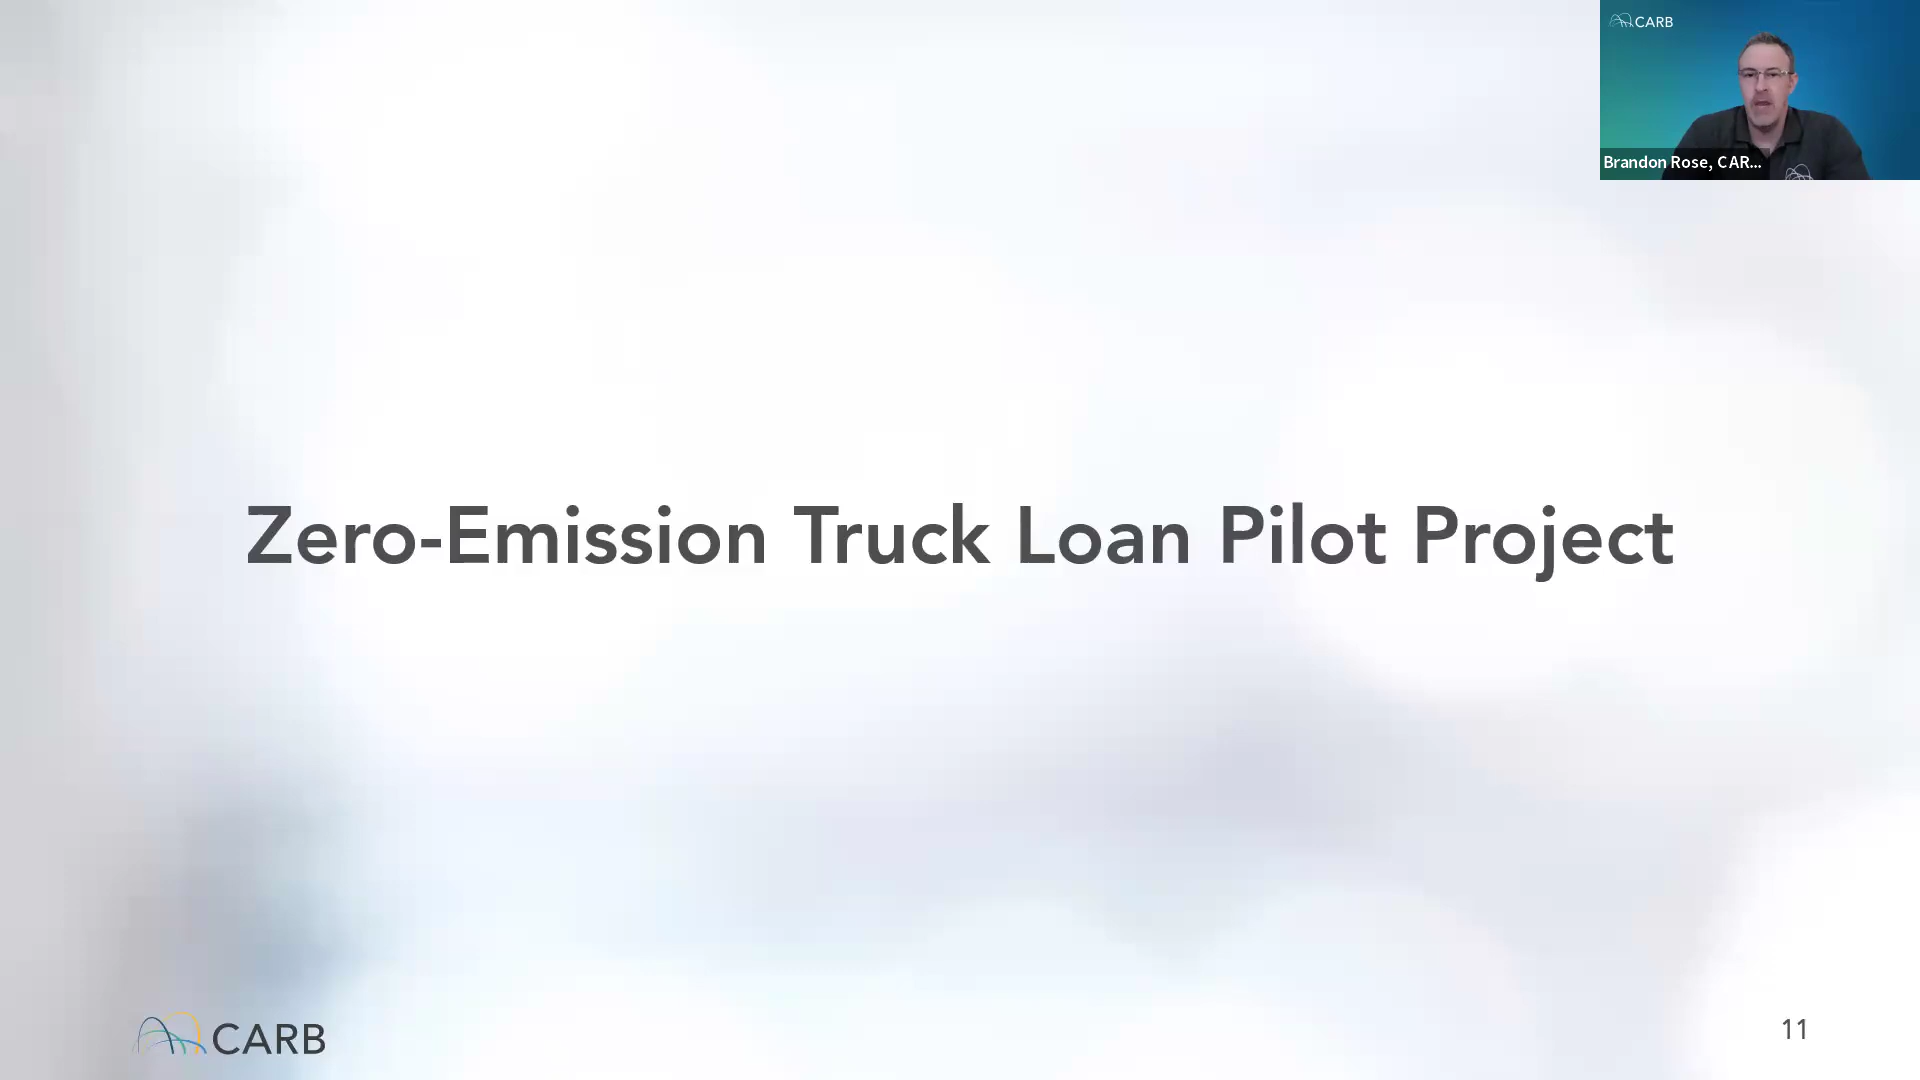 CARB
Brandon Rose, CAR...
Zero-Emission Truck Loan Pilot Project
CARB
11